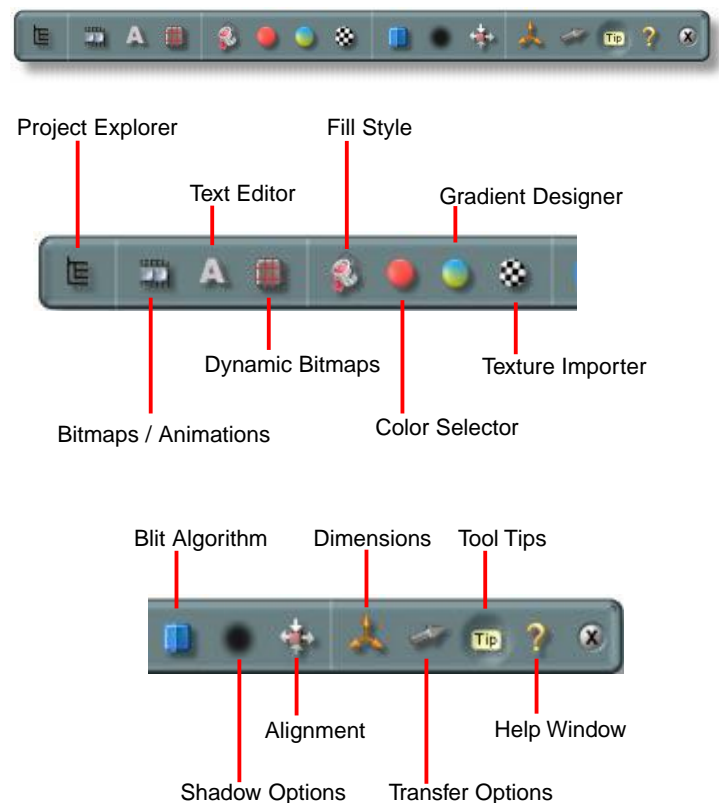 A
Tip
?
X
Project Explorer
Fill Style
Text Editor
Gradient Designer
A
Dynamic Bitmaps
Texture Importer
Bitmaps / Animations
Color Selector
Blit Algorithm
Dimensions
Tool Tips
Tip
?
X
Alignment
Help Window
Shadow Options
Transfer Options